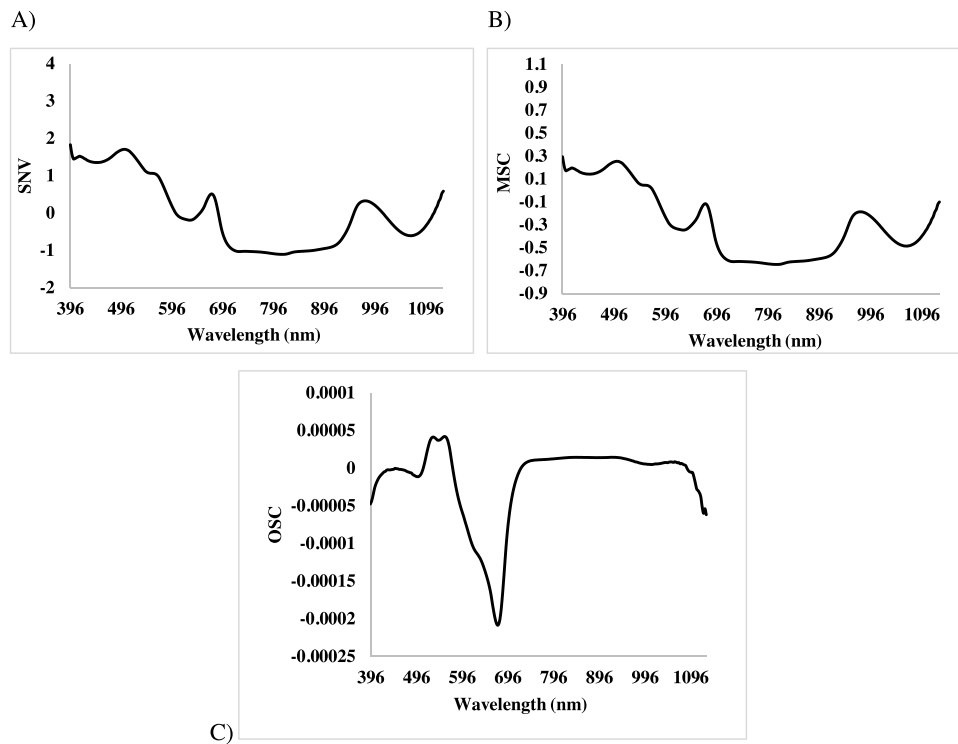 A)
4
3
2
1
0
-1
-2
SNV
396 496 596 696 796 896 996 1096
Wavelength (nm)
B)
1.1
0.9
0.7
0.5
0.3
0.1
-0.1
-0.3
-0.5
-0.7
-0.9
MSC
396 496 596 696 796 896 996 1096
Wavelength (nm)
0.0001
0.00005
0
-0.00005
-0.0001
-0.00015
-0.0002
-0.00025
OSC
396 496 596 696 796 896 996 1096
Wavelength (nm)
C)